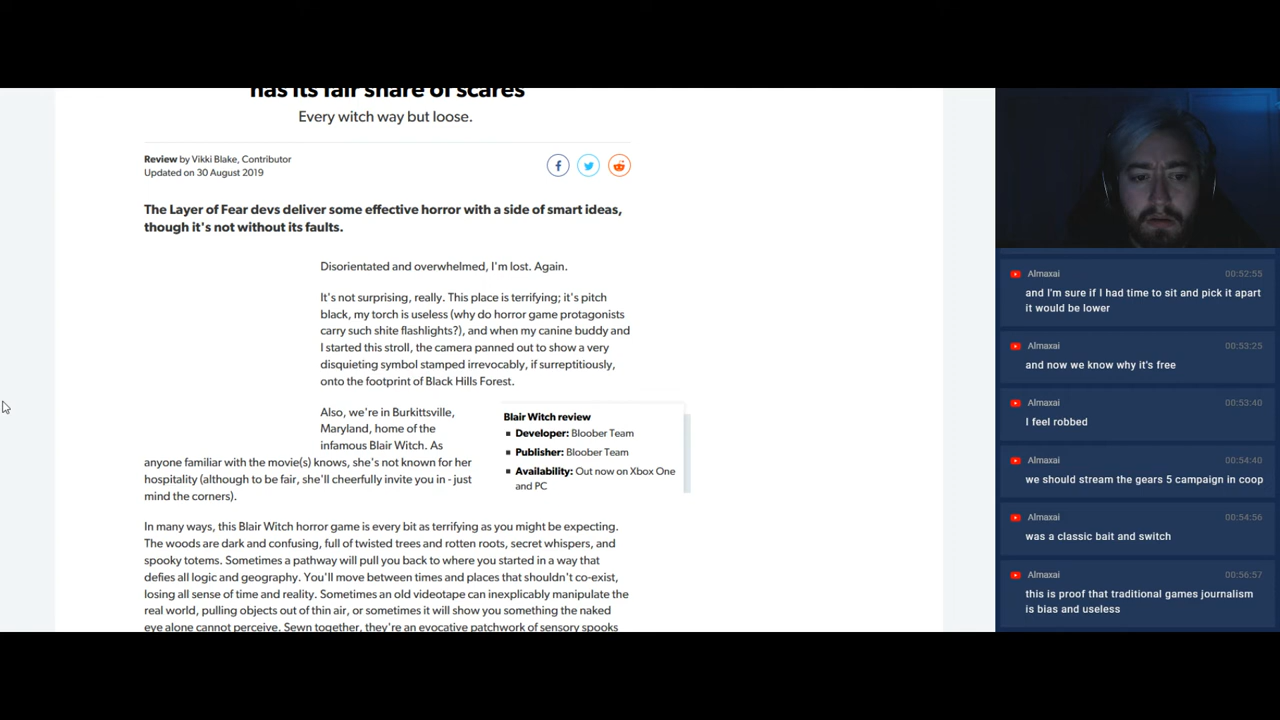 has its fair share of scares
Every witch way but loose.
Review by Vikki Blake, Contributor
Updated on 30 August 2019
The Layer of Fear devs deliver some effective horror with a side of smart ideas,
though it's not without its faults.
Disorientated and overwhelmed, I'm lost. Again.
It's not surprising, really. This place is terrifying; it's pitch
black, my torch is useless (why do horror game protagonists
carry such shite flashlights?), and when my canine buddy and
I started this stroll, the camera panned out to show a very
disquieting symbol stamped irrevocably, if surreptitiously,
onto the footprint of Black Hills Forest.
Also, we're in Burkittsville,
Maryland, home of the
infamous Blair Witch. As
anyone familiar with the movie(s) knows, she's not known for her
hospitality (although to be fair, she'll cheerfully invite you in - just
mind the corners).
Blair Witch review
Developer: Bloober Team
Publisher: Bloober Team
Availability: Out now on Xbox One
and PC
In many ways, this Blair Witch horror game is every bit as terrifying as you might be expecting.
The woods are dark and confusing, full of twisted trees and rotten roots, secret whispers, and
spooky totems. Sometimes a pathway will pull you back to where you started in a way that
defies all logic and geography. You'll move between times and places that shouldn't co-exist,
losing all sense of time and reality. Sometimes an old videotape can inexplicably manipulate the
real world, pulling objects out of thin air, or sometimes it will show you something the naked
eye alone cannot perceive. Sewn together, they're an evocative patchwork of sensory spooks
Almaxai 00:52:55
and I'm sure if I had time to sit and pick it apart
it would be lower
Almaxai 00:53:25
and now we know why it's free
Almaxai 00:53:40
I feel robbed
Almaxai 00:54:40
we should stream the gears 5 campaign in coop
Almaxai 00:54:56
was a classic bait and switch
Almaxai 00:56:57
this is proof that traditional games journalism
is bias and useless